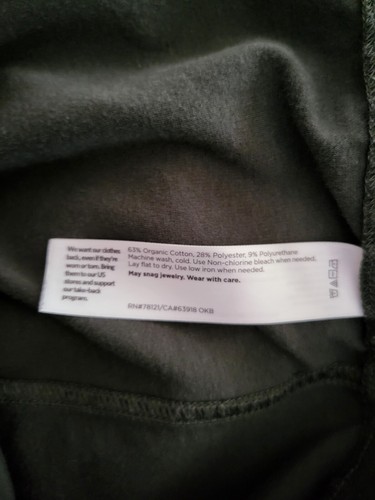 We want our clothes
back, even if they're
worn or torn. Bring
them to our US
stores and support
our take-back
program.
63% Organic Cotton, 28% Polyester, 9% Polyurethane
Machine wash, cold. Use Non-chlorine bleach when needed,
Lay flat to dry. Use low iron when needed.
May snag jewelry. Wear with care.
RN#78121/CA#63918 OKB